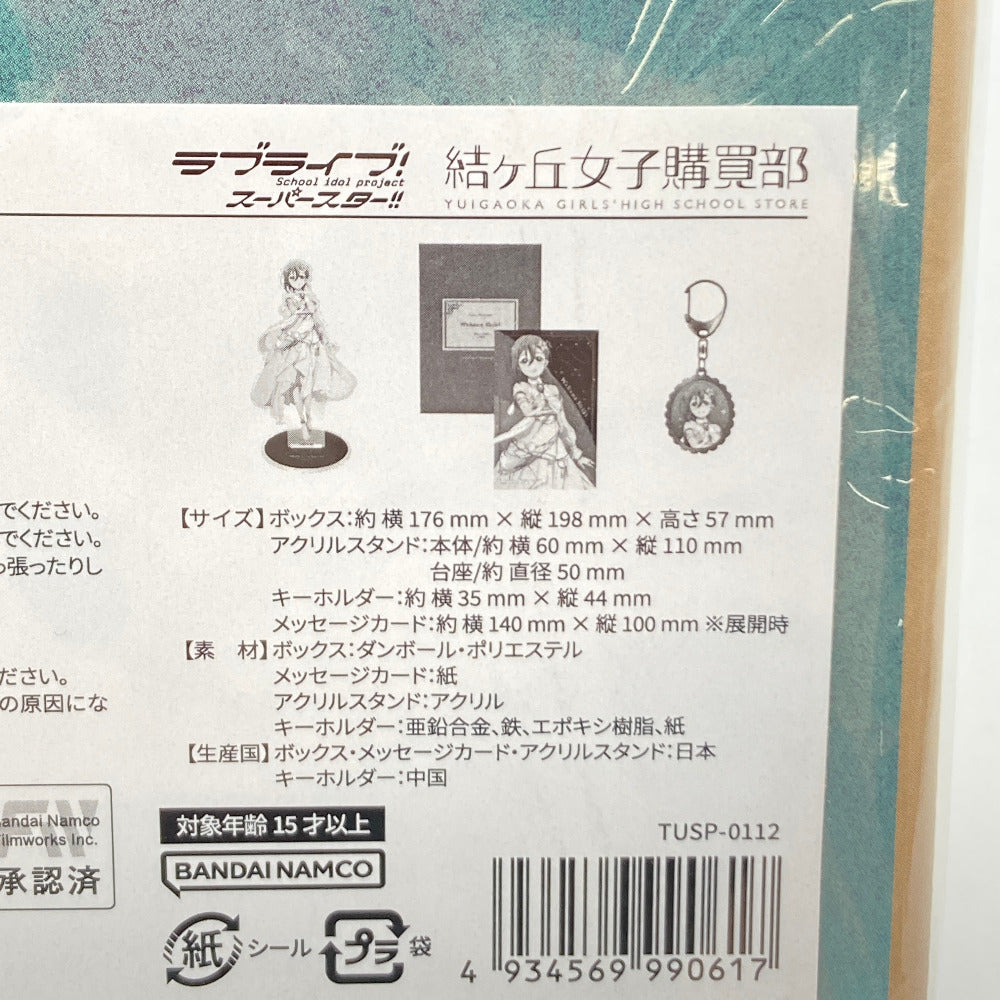 ラブライブ!
School idol project
スーパースター!!
結ヶ丘女子購買部
YUIGAOKA GIRLS' HIGH SCHOOL STORE
でください。
でください。
っ張ったりし
ださい。
の原因にな
【サイズ】ボックス:約 横 176 mm × 縦 198 mm × 高さ 57 mm
アクリルスタンド:本体/約 横 60 mm × 縦 110 mm
台座/約 直径 50 mm
キーホルダー:約 横 35 mm × 縦 44 mm
メッセージカード:約 横 140 mm × 縦 100 mm ※展開時
【素 材】ボックス:ダンボール・ポリエステル
メッセージカード:紙
アクリルスタンド:アクリル
キーホルダー:亜鉛合金、鉄、エポキシ樹脂、紙
【生産国】ボックス・メッセージカード・アクリルスタンド:日本
キーホルダー:中国
andai Namco
ilmworks Inc.
承認済
対象年齢 15 才以上
BANDAI NAMCO
紙 シール プラ 袋
TUSP-0112
4 934569 990617